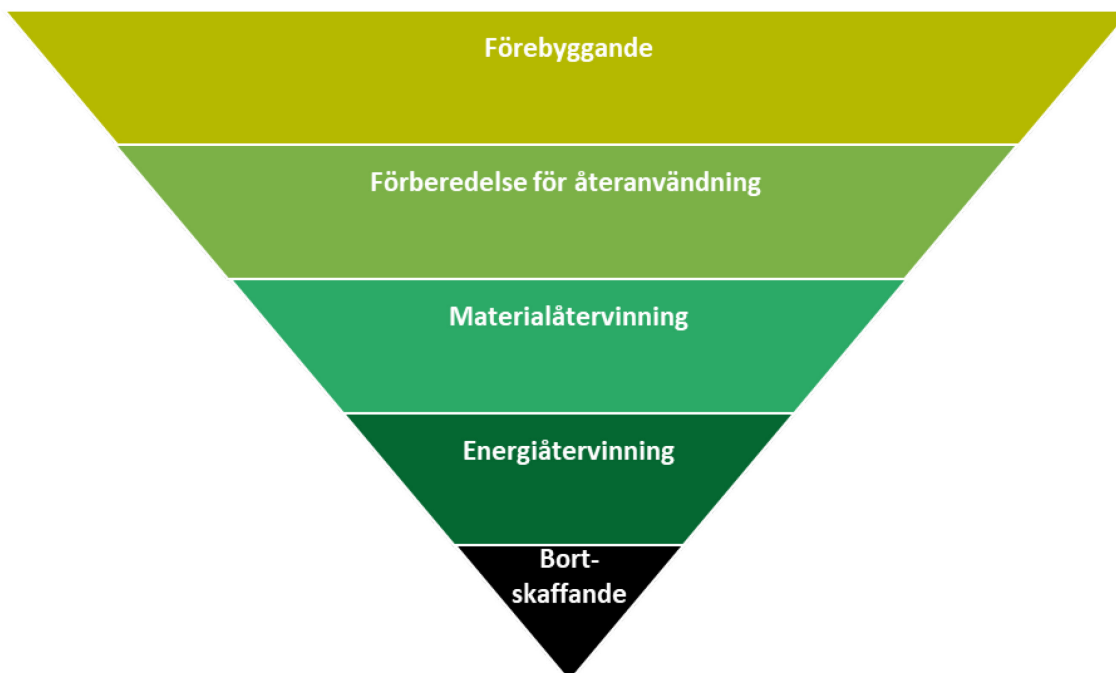 Förebyggande
Förberedelse för återanvändning
Materialåtervinning
Energiåtervinning
Bort-
skaffande